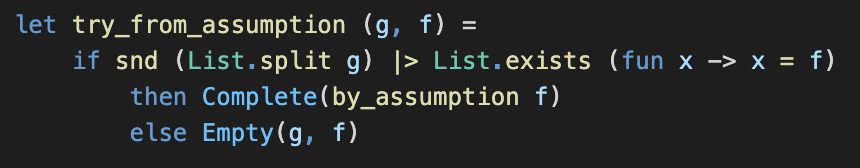 let try_from_assumption (g, f) =
    if snd (List.split g) |> List.exists (fun x -> x = f)
        then Complete(by_assumption f)
        else Empty(g, f)